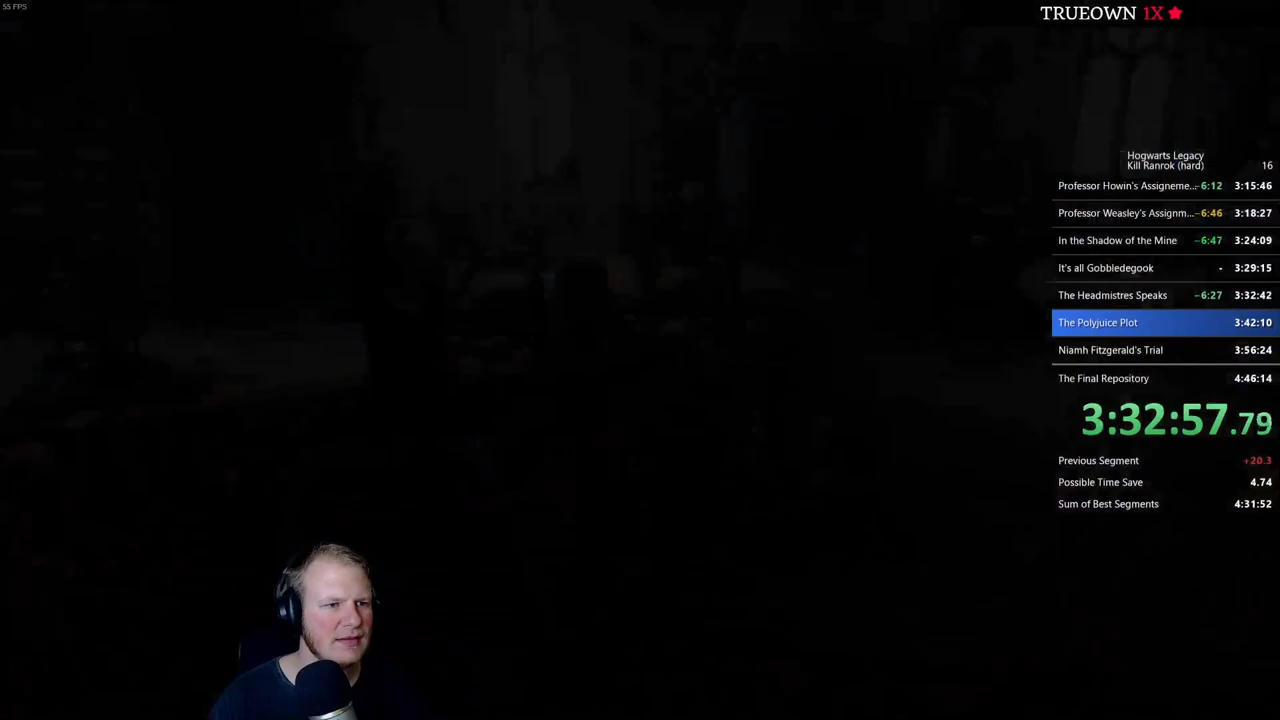 55 FPS
TRUEOWN 1X
Hogwarts Legacy
Kill Ranrok (hard) 16
Professor Howin's Assigneme... -6:12 3:15:46
Professor Weasley's Assignm... -6:46 3:18:27
In the Shadow of the Mine -6:47 3:24:09
It's all Gobbledegook - 3:29:15
The Headmistres Speaks -6:27 3:32:42
The Polyjuice Plot 3:42:10
Niamh Fitzgerald's Trial 3:56:24
The Final Repository 4:46:14
3:32:57.79
Previous Segment +20.3
Possible Time Save 4.74
Sum of Best Segments 4:31:52